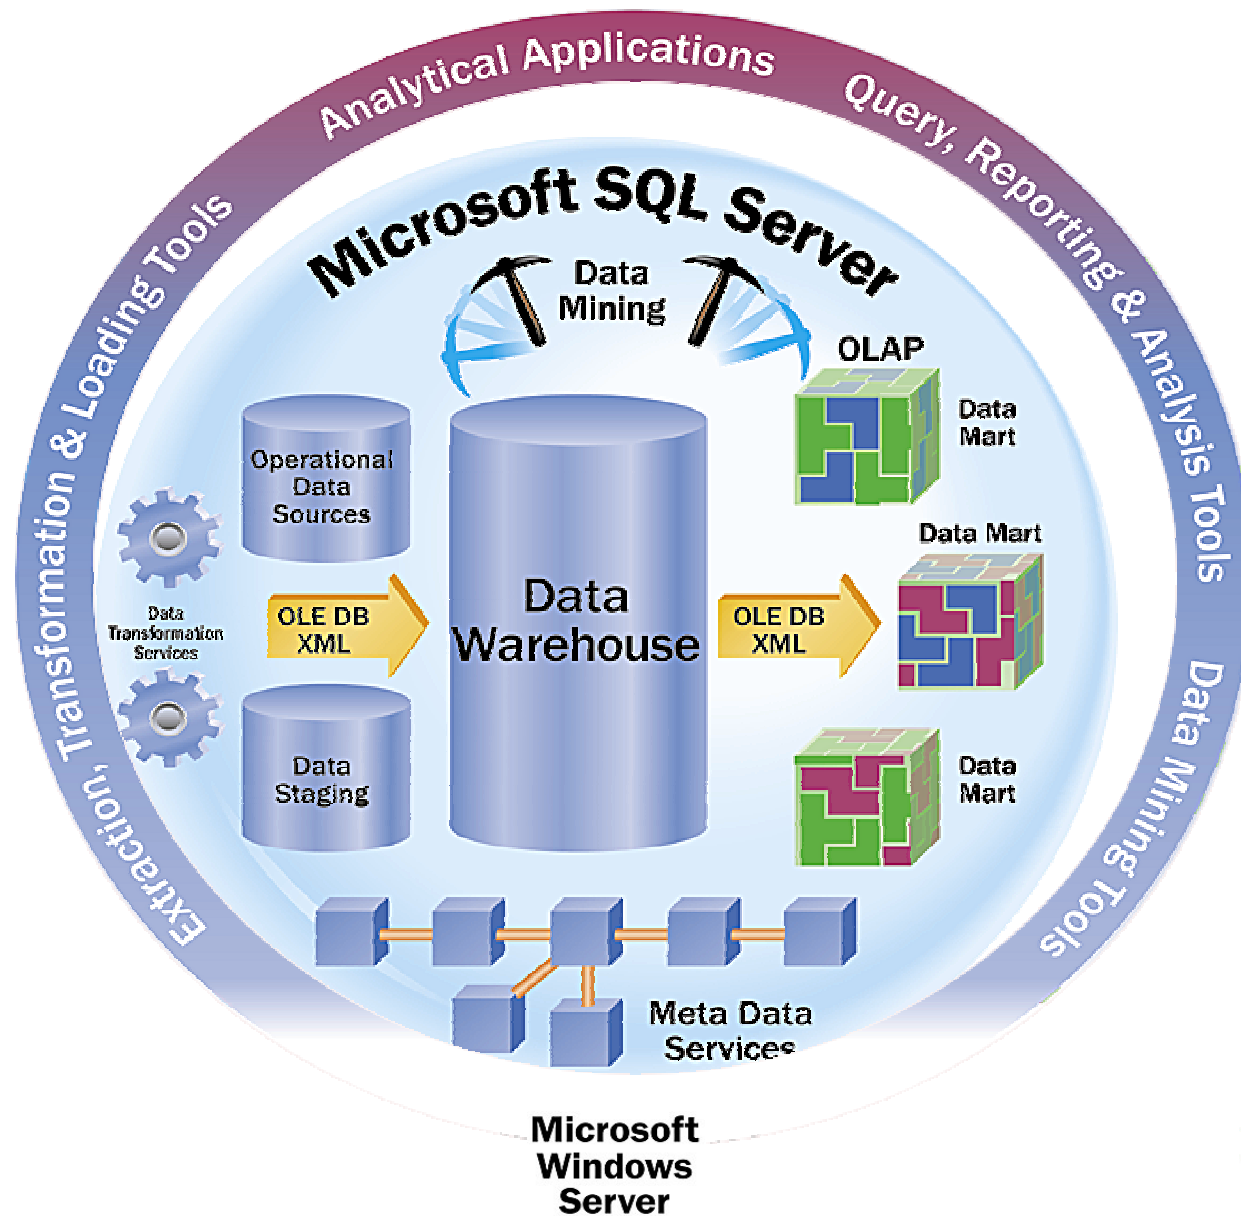 Analytical Applications
Query, Reporting & Analysis Tools
Extraction, Transformation & Loading Tools
Data Mining Tools
Microsoft SQL Server
Data
Mining
OLAP
Data
Mart
Operational
Data
Sources
Data Mart
Data
Transformation
Services
OLE DB
XML
Data
Warehouse
OLE DB
XML
Data
Staging
Data
Mart
Meta Data
Services
Microsoft
Windows
Server